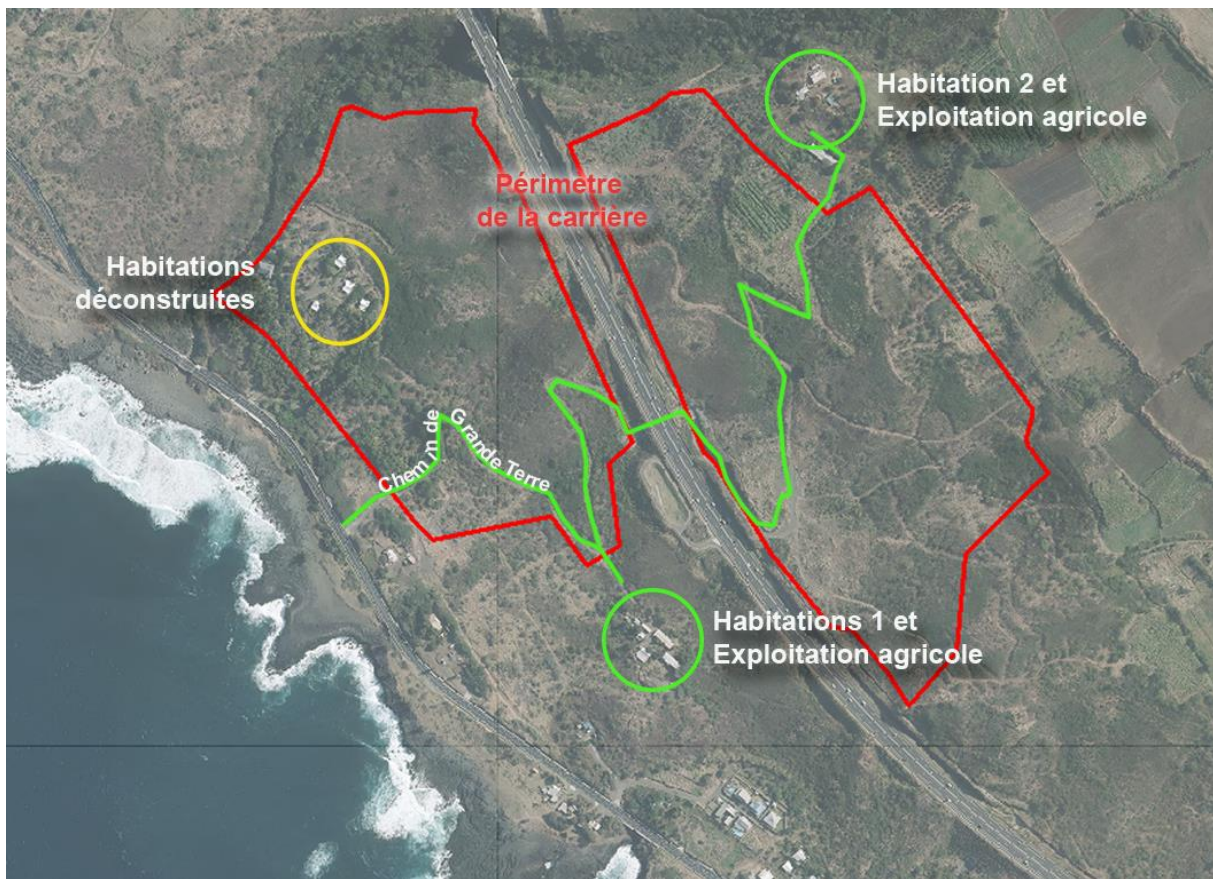 Habitation 2 et
Exploitation agricole
Périmètre
de la carrière
Habitations
déconstruites
Chemin de Grande Terre
Habitations 1 et
Exploitation agricole